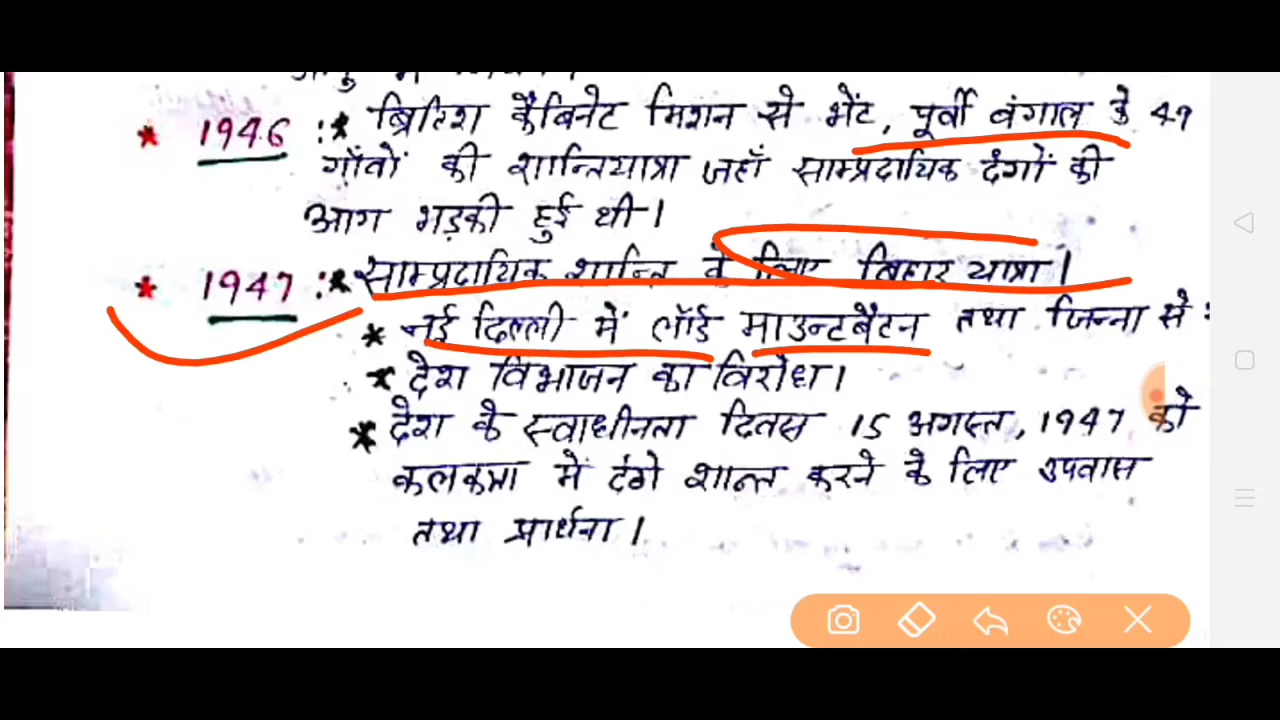 ★ 1946 :★ ब्रिटिश कैबिनेट मिशन से भेंट, पूर्वी बंगाल के 49
गाँवों की शान्तियात्रा जहाँ साम्प्रदायिक दंगों की
आग भड़की हुई थी।
★ 1947 :★ साम्प्रदायिक शान्ति के लिए बिहार यात्रा।
★ नई दिल्ली में लॉर्ड माउन्टबैटन तथा जिन्ना से
★ देश विभाजन का विरोध।
★ देश के स्वाधीनता दिवस 15 अगस्त, 1947 को
कलकत्ता में दंगे शान्त करने के लिए उपवास
तथा प्रार्थना।